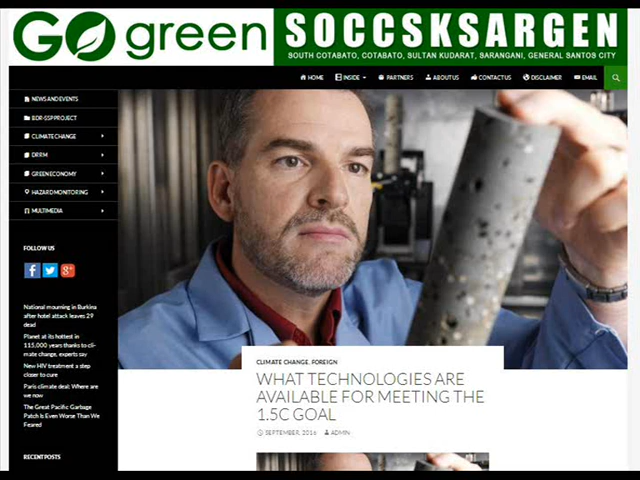 GO green
SOCCSKSARGEN
SOUTH COTABATO, COTABATO, SULTAN KUDARAT, SARANGANI, GENERAL SANTOS CITY
HOME INSIDE PARTNERS ABOUT US CONTACT US DISCLAIMER EMAIL
NEWS AND EVENTS
BDR-SSP PROJECT
CLIMATE CHANGE
DRRM
GREEN ECONOMY
HAZARD MONITORING
MULTIMEDIA
FOLLOW US
National mourning in Burkina
after hotel attack leaves 29
dead
Planet at its hottest in
115,000 years thanks to cli-
mate change, experts say
New HIV treatment a step
closer to cure
Paris climate deal: Where are
we now
The Great Pacific Garbage
Patch Is Even Worse Than We
Feared
RECENT POSTS
CLIMATE CHANGE, FOREIGN
WHAT TECHNOLOGIES ARE
AVAILABLE FOR MEETING THE
1.5C GOAL
SEPTEMBER, 2016 ADMIN